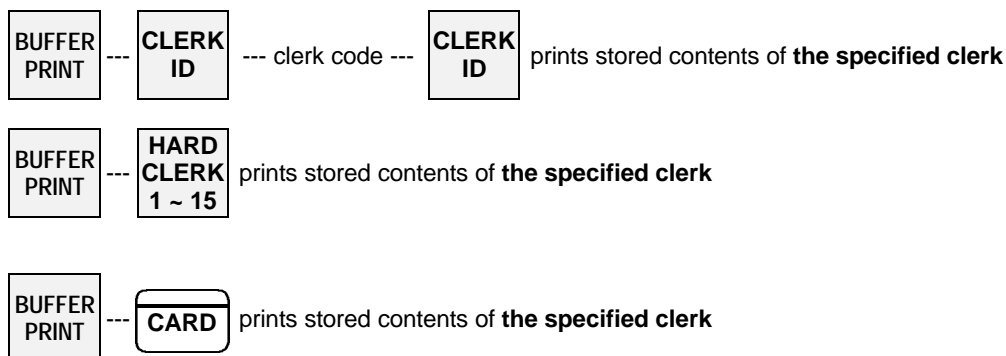 BUFFER PRINT --- CLERK ID --- clerk code --- CLERK ID prints stored contents of the specified clerk
BUFFER PRINT --- HARD CLERK 1 ~ 15 prints stored contents of the specified clerk
BUFFER PRINT --- CARD prints stored contents of the specified clerk